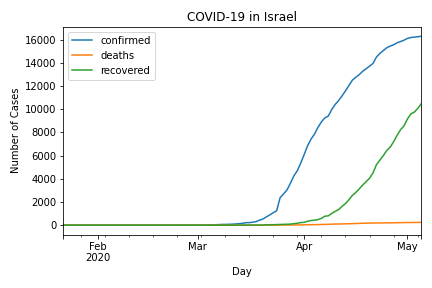 COVID-19 in Israel
confirmed
deaths
recovered
Number of Cases
16000
14000
12000
10000
8000
6000
4000
2000
0
Feb
2020
Mar
Apr
May
Day